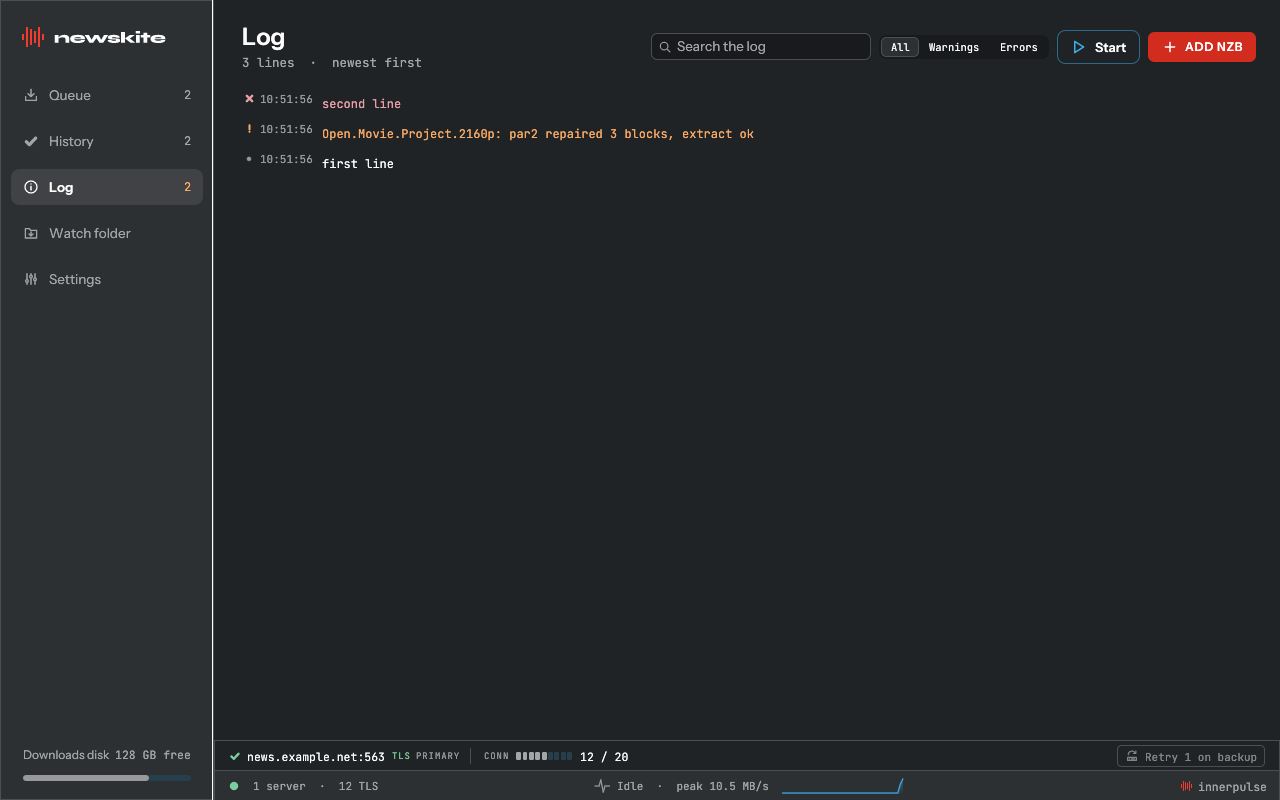 newskite
Queue 2
History 2
Log 2
Watch folder
Settings
Downloads disk 128 GB free
Log
3 lines · newest first
Search the log
All Warnings Errors
Start
+ ADD NZB
10:51:56 second line
! 10:51:56 Open.Movie.Project.2160p: par2 repaired 3 blocks, extract ok
10:51:56 first line
news.example.net:563 TLS PRIMARY CONN 12 / 20
Retry 1 on backup
1 server · 12 TLS
Idle · peak 10.5 MB/s
innerpulse